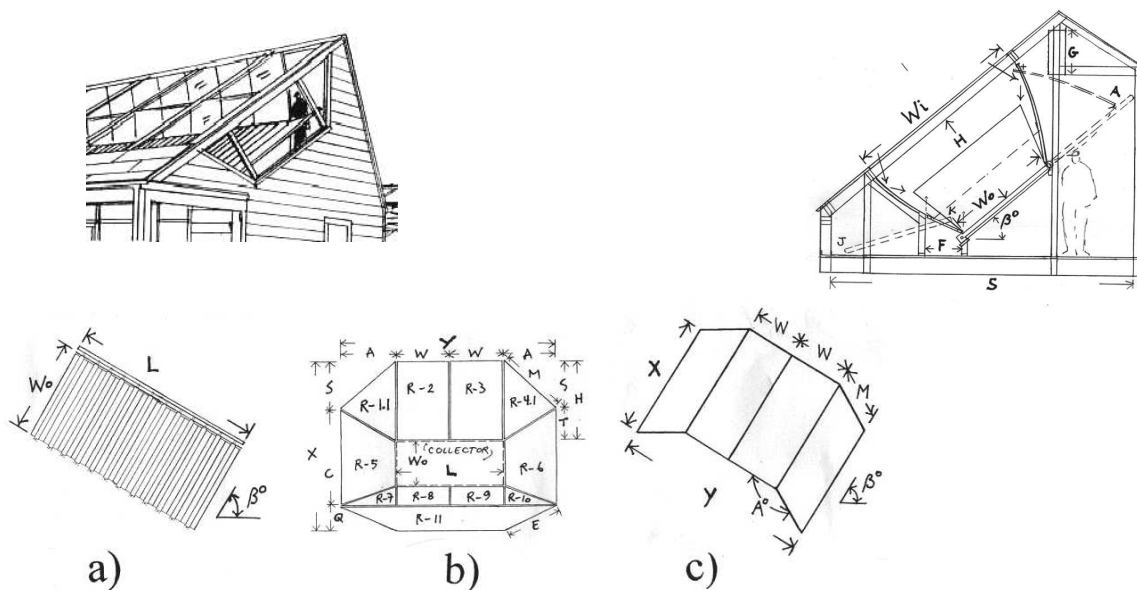 G
A
Wi
H
Wo
K
β°
J
F
S
L
Wo
β°
a)
Y
A W W A
M
S
R-1.1 R-2 R-3 R-4.1
S H
T
X
C
R-5 (COLLECTOR) R-6
Wo L
R-7 R-8 R-9 R-10
Q
R-11
E
b)
W
W
X
M
A°
β°
Y
c)